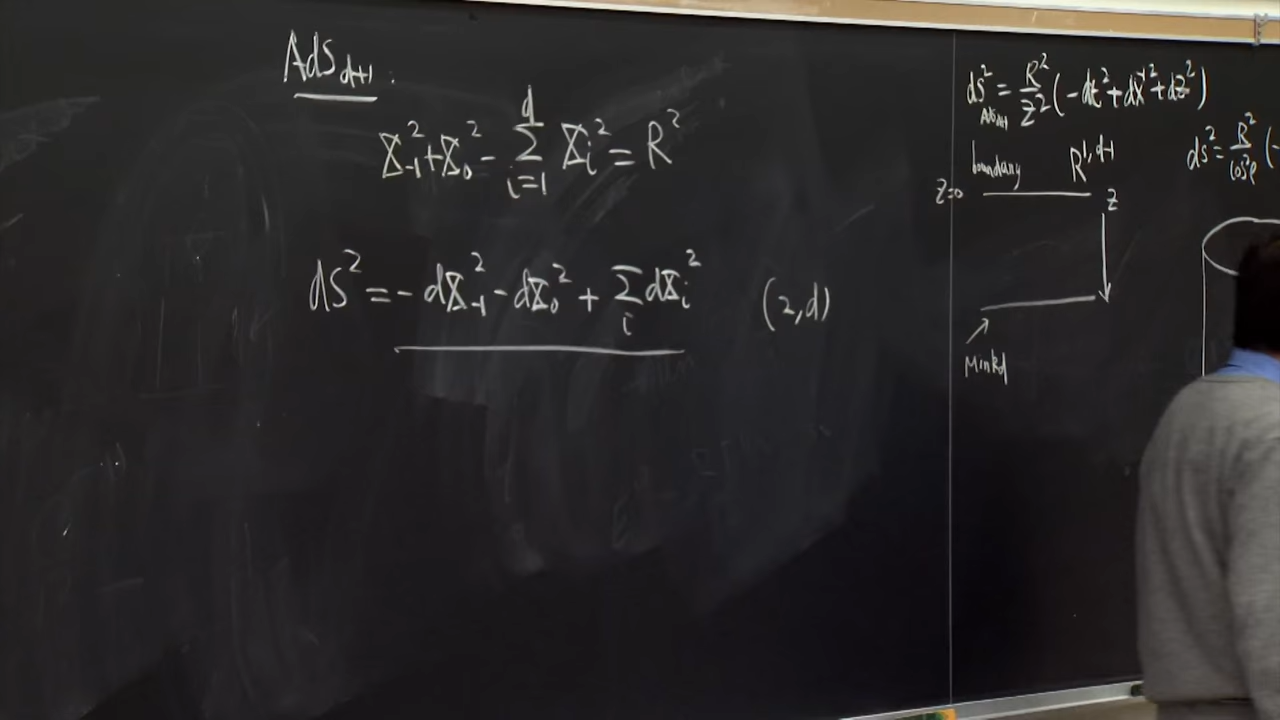 AdS_{d+1} :
X_{-1}^2 + X_0^2 - \sum_{i=1}^{d} X_i^2 = R^2
dS^2 = - dX_{-1}^2 - dX_0^2 + \sum_i dX_i^2 (2,d)
ds^2_{AdS_{d+1}} = \frac{R^2}{z^2} (-dt^2 + d\vec{x}^2 + dz^2)
boundary R^{1,d-1}
z=0 z
Mink_d
ds^2 = \frac{R^2}{\cos^2 ρ} (-